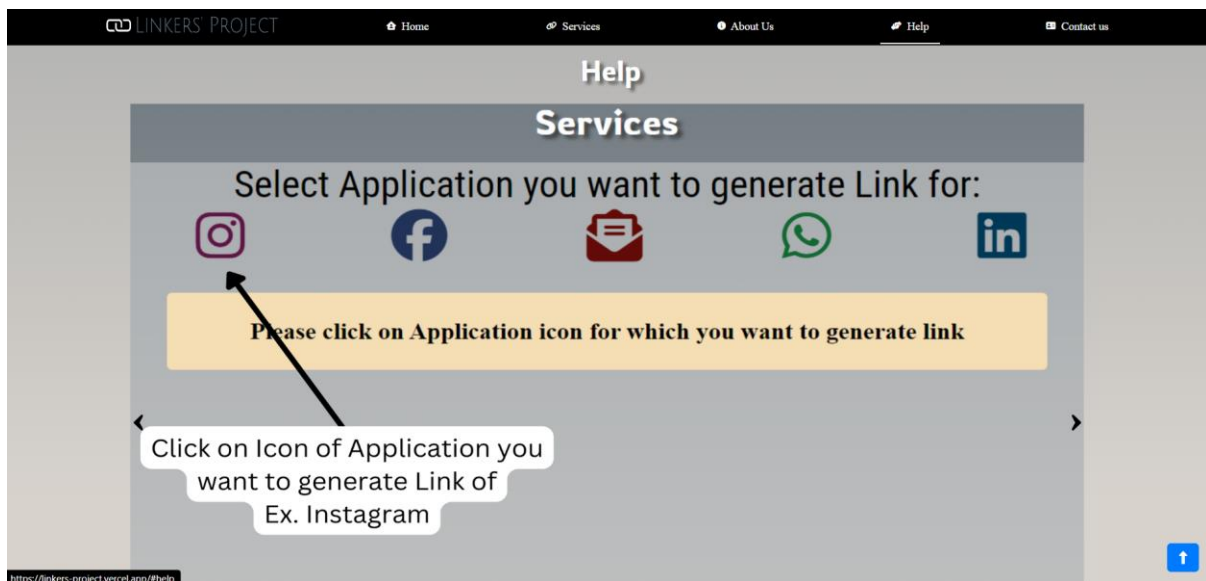 LINKERS' PROJECT
Home
Services
About Us
Help
Contact us
Help
Services
Select Application you want to generate Link for:
Please click on Application icon for which you want to generate link
Click on Icon of Application you
want to generate Link of
Ex. Instagram
https://linkers-project.vercel.app/#help